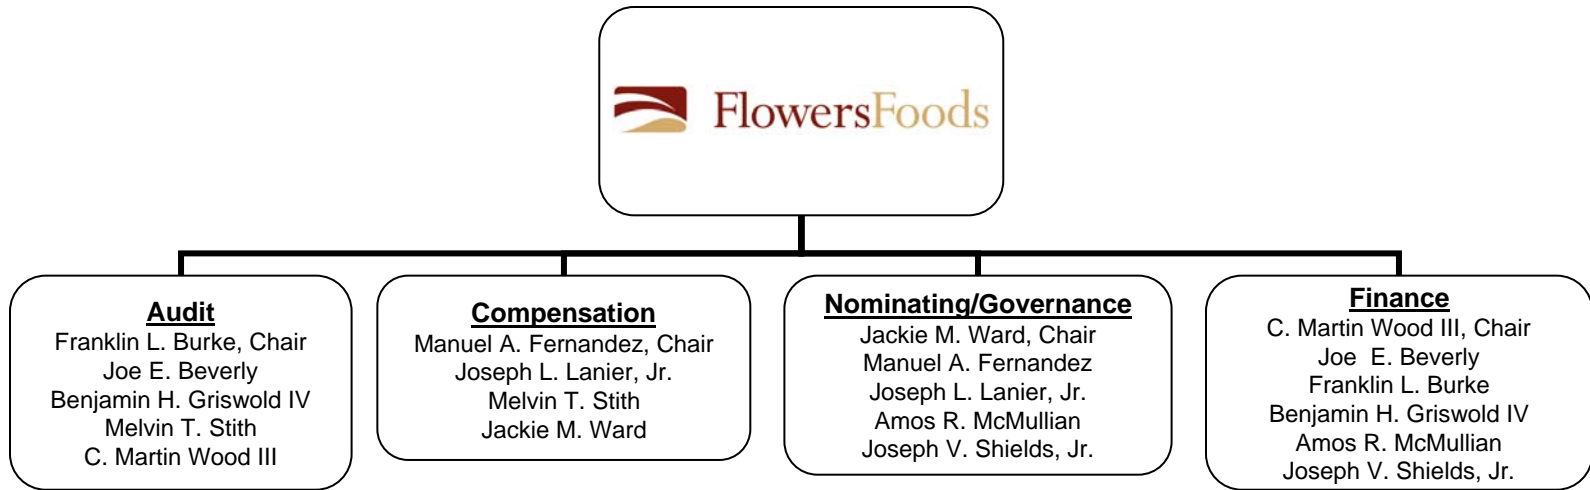 FlowersFoods
Audit
Franklin L. Burke, Chair
Joe E. Beverly
Benjamin H. Griswold IV
Melvin T. Stith
C. Martin Wood III
Compensation
Manuel A. Fernandez, Chair
Joseph L. Lanier, Jr.
Melvin T. Stith
Jackie M. Ward
Nominating/Governance
Jackie M. Ward, Chair
Manuel A. Fernandez
Joseph L. Lanier, Jr.
Amos R. McMullian
Joseph V. Shields, Jr.
Finance
C. Martin Wood III, Chair
Joe  E. Beverly
Franklin L. Burke
Benjamin H. Griswold IV
Amos R. McMullian
Joseph V. Shields, Jr.